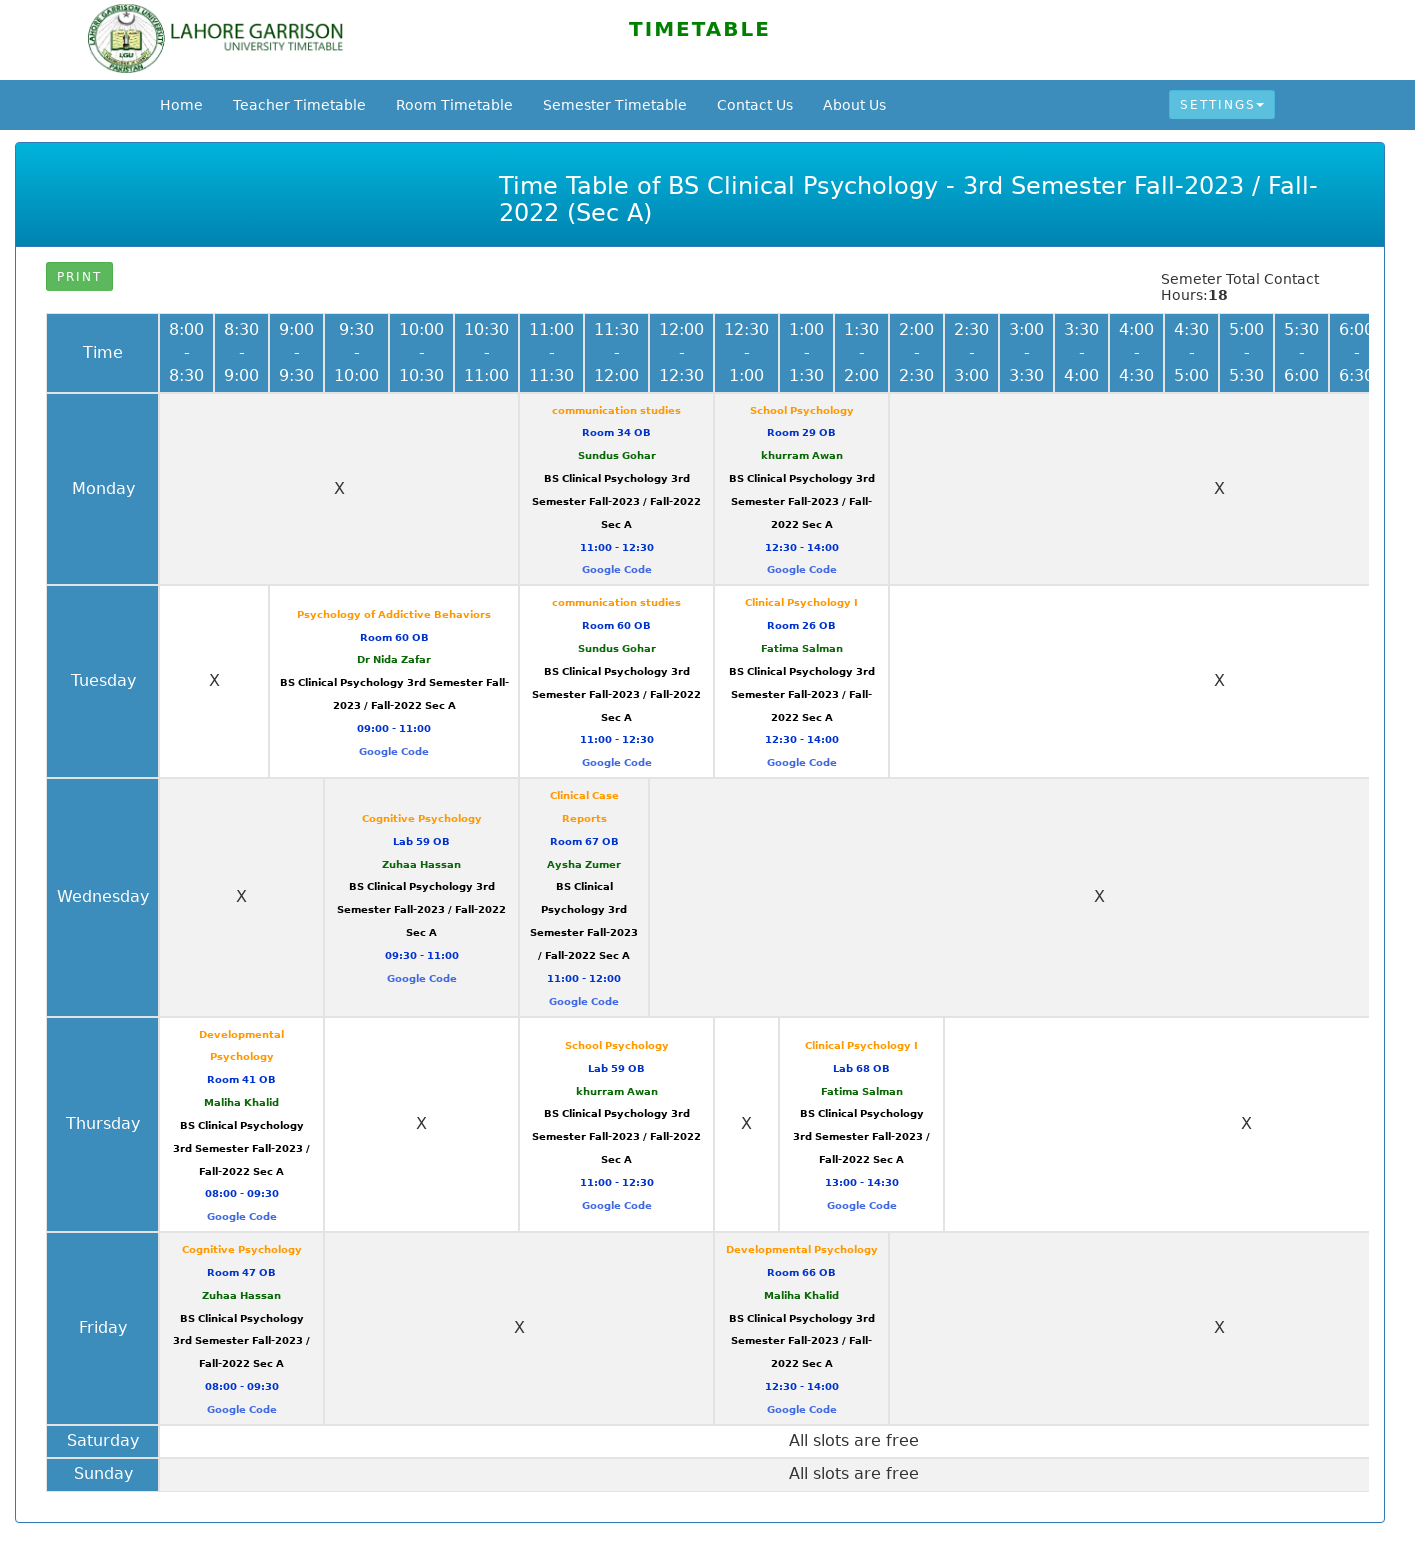 LAHORE GARRISON
UNIVERSITY TIMETABLE
TIMETABLE
Home Teacher Timetable Room Timetable Semester Timetable Contact Us About Us SETTINGS
Time Table of BS Clinical Psychology - 3rd Semester Fall-2023 / Fall-
2022 (Sec A)
PRINT
Semeter Total Contact
Hours:18
Time
8:00
-
8:30
8:30
-
9:00
9:00
-
9:30
9:30
-
10:00
10:00
-
10:30
10:30
-
11:00
11:00
-
11:30
11:30
-
12:00
12:00
-
12:30
12:30
-
1:00
1:00
-
1:30
1:30
-
2:00
2:00
-
2:30
2:30
-
3:00
3:00
-
3:30
3:30
-
4:00
4:00
-
4:30
4:30
-
5:00
5:00
-
5:30
5:30
-
6:00
6:00
-
6:30
Monday
X
communication studies
Room 34 OB
Sundus Gohar
BS Clinical Psychology 3rd
Semester Fall-2023 / Fall-2022
Sec A
11:00 - 12:30
Google Code
School Psychology
Room 29 OB
khurram Awan
BS Clinical Psychology 3rd
Semester Fall-2023 / Fall-
2022 Sec A
12:30 - 14:00
Google Code
X
Tuesday
X
Psychology of Addictive Behaviors
Room 60 OB
Dr Nida Zafar
BS Clinical Psychology 3rd Semester Fall-
2023 / Fall-2022 Sec A
09:00 - 11:00
Google Code
communication studies
Room 60 OB
Sundus Gohar
BS Clinical Psychology 3rd
Semester Fall-2023 / Fall-2022
Sec A
11:00 - 12:30
Google Code
Clinical Psychology I
Room 26 OB
Fatima Salman
BS Clinical Psychology 3rd
Semester Fall-2023 / Fall-
2022 Sec A
12:30 - 14:00
Google Code
X
Wednesday
X
Cognitive Psychology
Lab 59 OB
Zuhaa Hassan
BS Clinical Psychology 3rd
Semester Fall-2023 / Fall-2022
Sec A
09:30 - 11:00
Google Code
Clinical Case
Reports
Room 67 OB
Aysha Zumer
BS Clinical
Psychology 3rd
Semester Fall-2023
/ Fall-2022 Sec A
11:00 - 12:00
Google Code
X
Thursday
Developmental
Psychology
Room 41 OB
Maliha Khalid
BS Clinical Psychology
3rd Semester Fall-2023 /
Fall-2022 Sec A
08:00 - 09:30
Google Code
X
School Psychology
Lab 59 OB
khurram Awan
BS Clinical Psychology 3rd
Semester Fall-2023 / Fall-2022
Sec A
11:00 - 12:30
Google Code
X
Clinical Psychology I
Lab 68 OB
Fatima Salman
BS Clinical Psychology
3rd Semester Fall-2023 /
Fall-2022 Sec A
13:00 - 14:30
Google Code
X
Friday
Cognitive Psychology
Room 47 OB
Zuhaa Hassan
BS Clinical Psychology
3rd Semester Fall-2023 /
Fall-2022 Sec A
08:00 - 09:30
Google Code
X
Developmental Psychology
Room 66 OB
Maliha Khalid
BS Clinical Psychology 3rd
Semester Fall-2023 / Fall-
2022 Sec A
12:30 - 14:00
Google Code
X
Saturday
All slots are free
Sunday
All slots are free